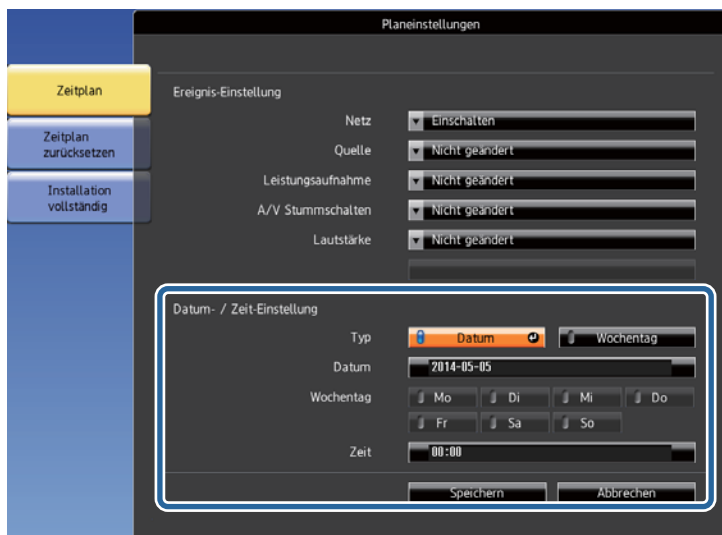 Planeinstellungen
Zeitplan
Zeitplan
zurücksetzen
Installation
vollständig
Ereignis-Einstellung
Netz Einschalten
Quelle Nicht geändert
Leistungsaufnahme Nicht geändert
A/V Stummschalten Nicht geändert
Lautstärke Nicht geändert
Datum- / Zeit-Einstellung
Typ Datum Wochentag
Datum 2014-05-05
Wochentag Mo Di Mi Do
Fr Sa So
Zeit 00:00
Speichern Abbrechen